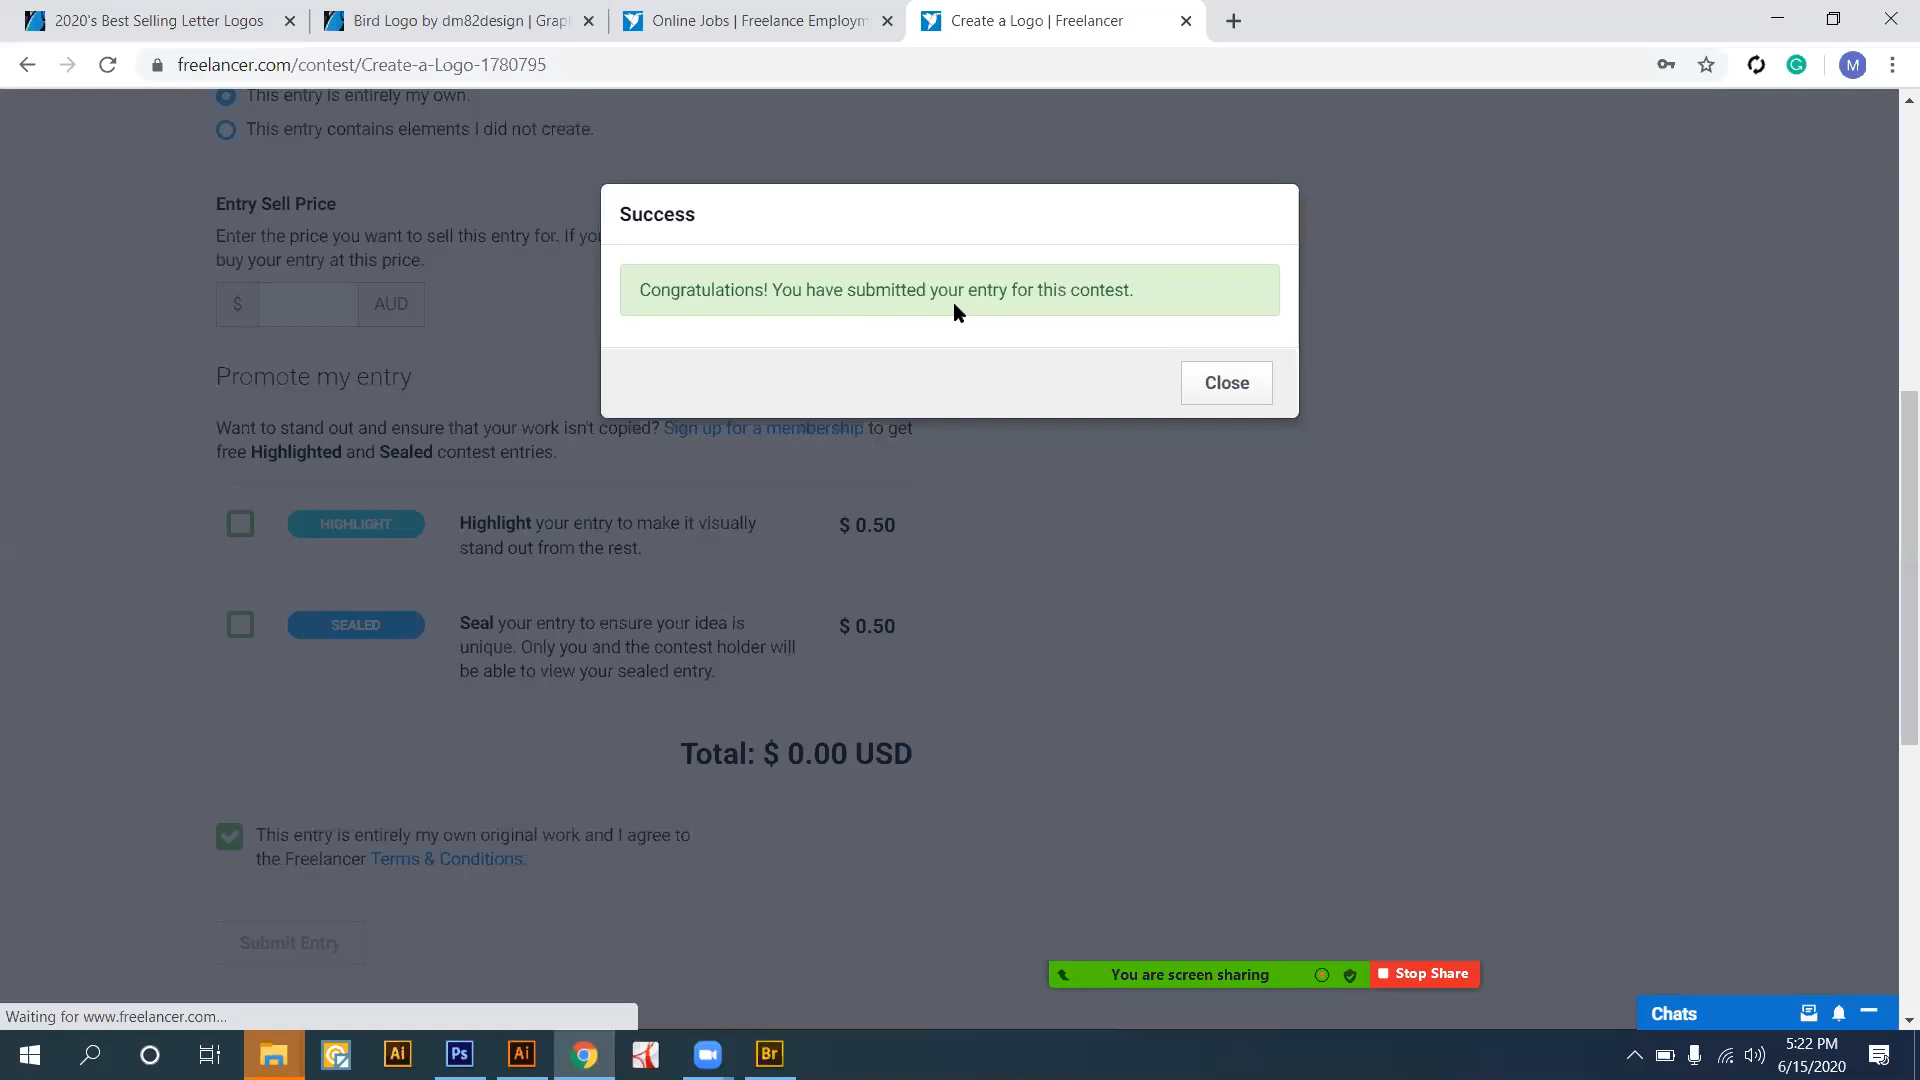 2020's Best Selling Letter Logos
Bird Logo by dm82design | Grap
Online Jobs | Freelance Employm
Create a Logo | Freelancer
freelancer.com/contest/Create-a-Logo-1780795
M
This entry is entirely my own.
This entry contains elements I did not create.
Entry Sell Price
Enter the price you want to sell this entry for. If you
buy your entry at this price.
$ AUD
Success
Congratulations! You have submitted your entry for this contest.
Close
Promote my entry
Want to stand out and ensure that your work isn't copied? Sign up for a membership to get
free Highlighted and Sealed contest entries.
HIGHLIGHT
Highlight your entry to make it visually
stand out from the rest.
$ 0.50
SEALED
Seal your entry to ensure your idea is
unique. Only you and the contest holder will
be able to view your sealed entry.
$ 0.50
Total: $ 0.00 USD
This entry is entirely my own original work and I agree to
the Freelancer Terms & Conditions.
Submit Entry
You are screen sharing
Stop Share
Chats
Waiting for www.freelancer.com...
Ai
Ps
Ai
Br
5:22 PM
6/15/2020